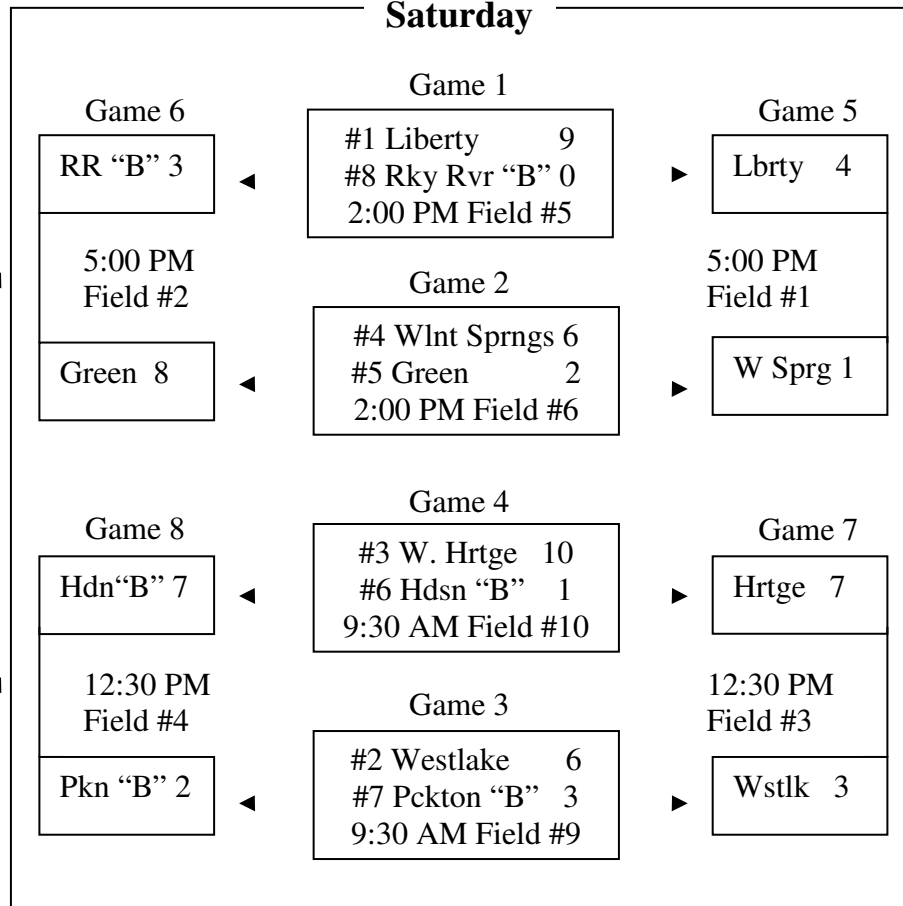 Saturday
Game 1
Game 6
Game 5
#1 Liberty 9
#8 Rky Rvr “B” 0
2:00 PM Field #5
RR “B” 3
Lbrty 4
5:00 PM
Field #2
5:00 PM
Field #1
Game 2
#4 Wlnt Sprngs 6
#5 Green 2
2:00 PM Field #6
Green 8
W Sprg 1
Game 4
Game 8
Game 7
#3 W. Hrtge 10
#6 Hdsn “B” 1
9:30 AM Field #10
Hdn“B” 7
Hrtge 7
12:30 PM
Field #4
12:30 PM
Field #3
Game 3
#2 Westlake 6
#7 Pckton “B” 3
9:30 AM Field #9
Pkn “B” 2
Wstlk 3